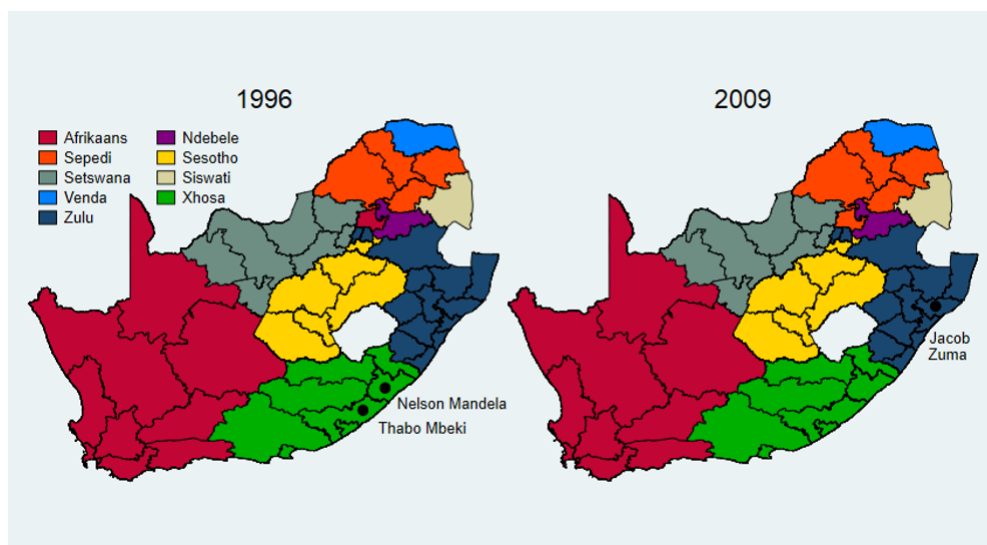 1996
2009
Afrikaans
Sepedi
Setswana
Venda
Zulu
Ndebele
Sesotho
Siswati
Xhosa
Nelson Mandela
Thabo Mbeki
Jacob
Zuma